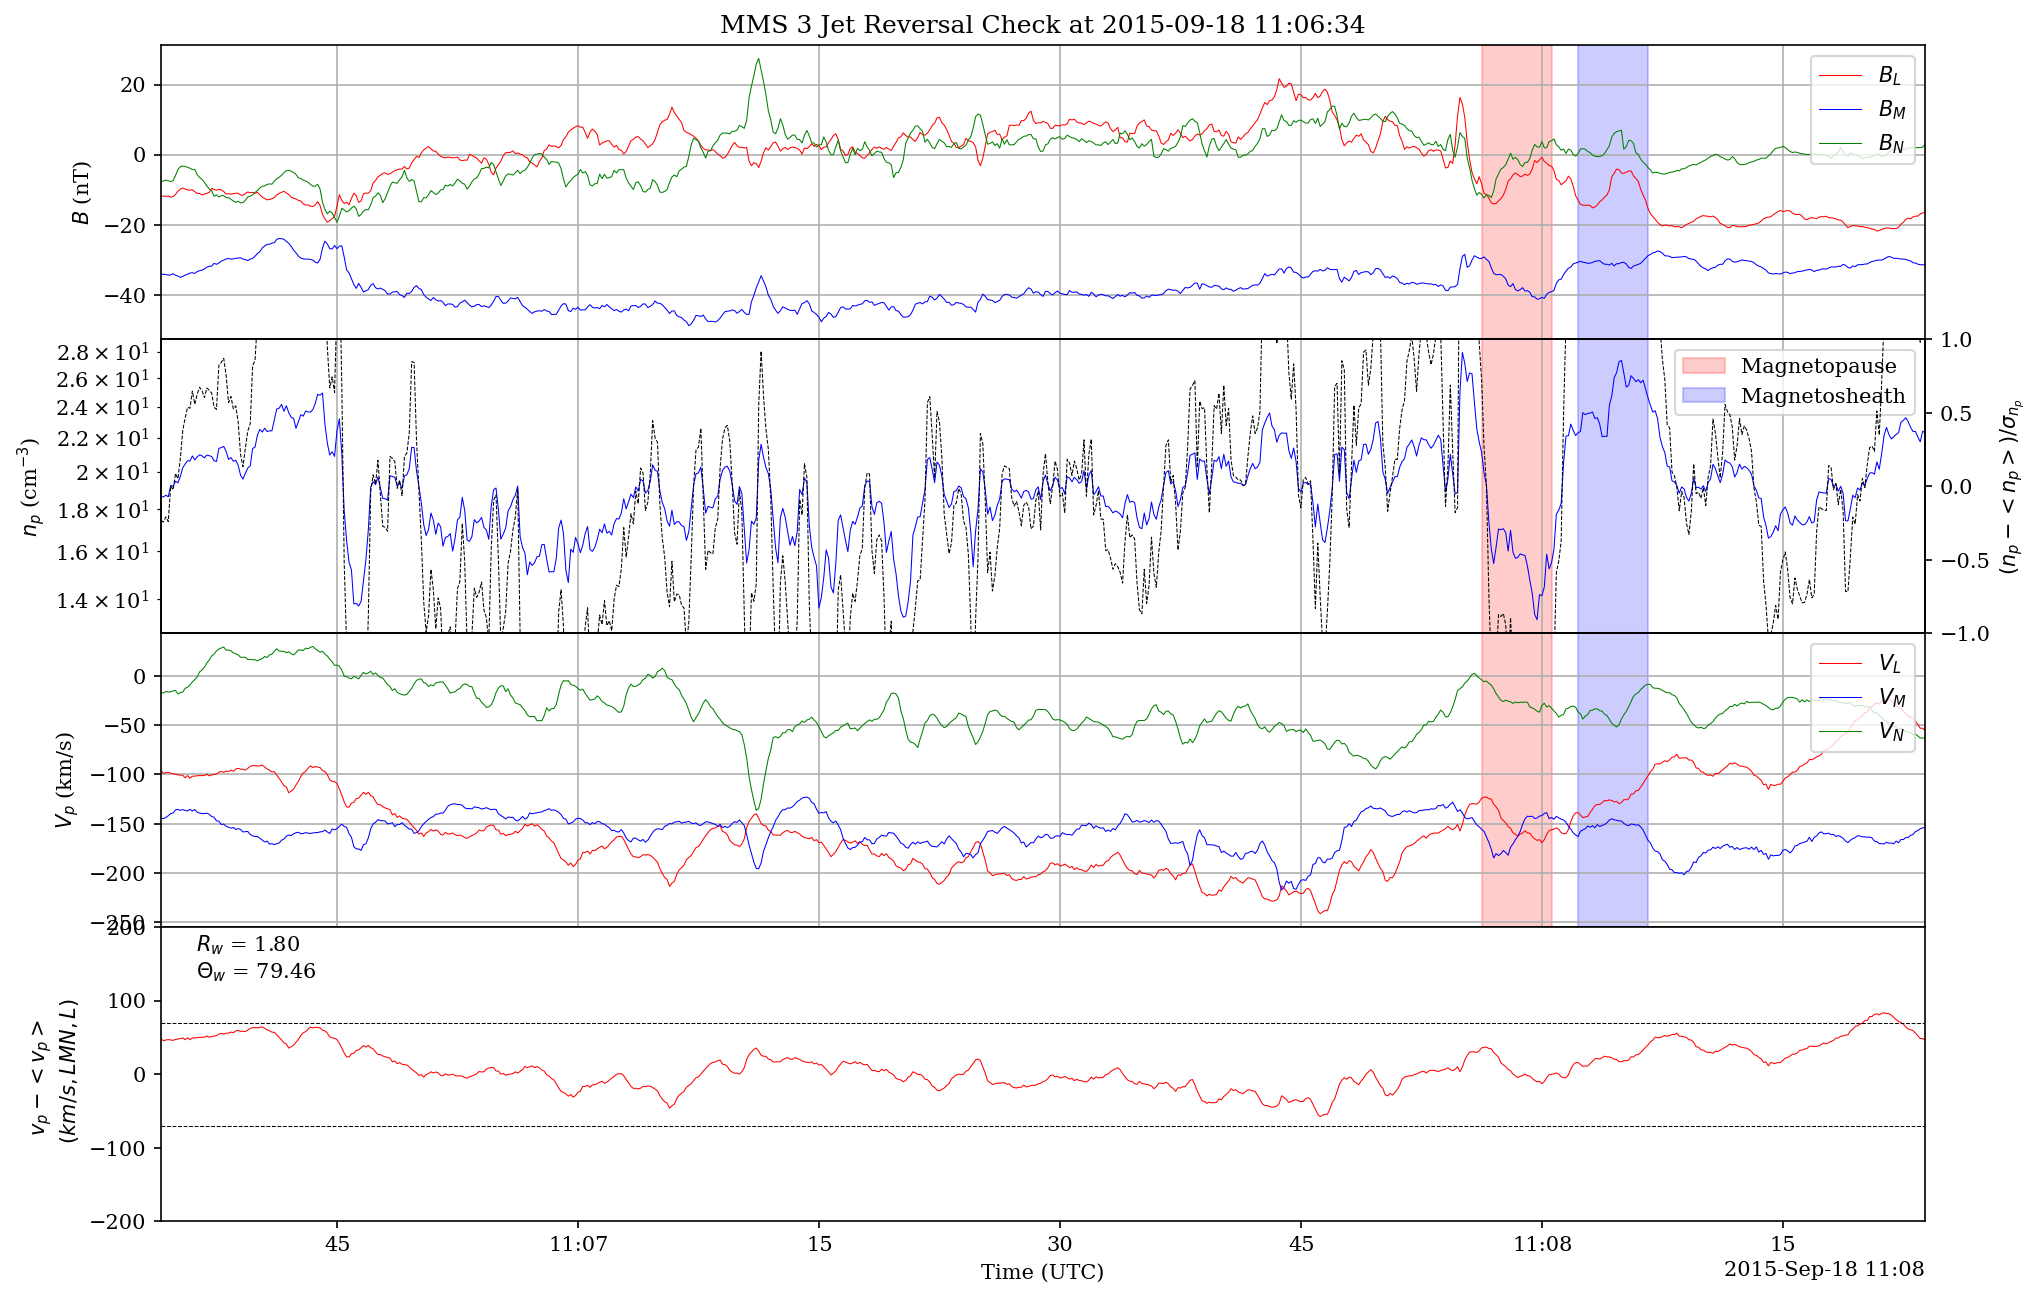 MMS 3 Jet Reversal Check at 2015-09-18 11:06:34
20
0
−20
−40
B (nT)
B_L
B_M
B_N
2.8 × 10^1
2.6 × 10^1
2.4 × 10^1
2.2 × 10^1
2 × 10^1
1.8 × 10^1
1.6 × 10^1
1.4 × 10^1
n_p (cm^{−3})
Magnetopause
Magnetosheath
1.0
0.5
0.0
−0.5
−1.0
(n_p − < n_p >)/σ_{n_p}
0
−50
−100
−150
−200
−250
V_p (km/s)
V_L
V_M
V_N
200
100
0
−100
−200
v_p − < v_p >
(km/s, LMN, L)
R_w = 1.80
Θ_w = 79.46
45
11:07
15
30
45
11:08
15
Time (UTC)
2015-Sep-18 11:08